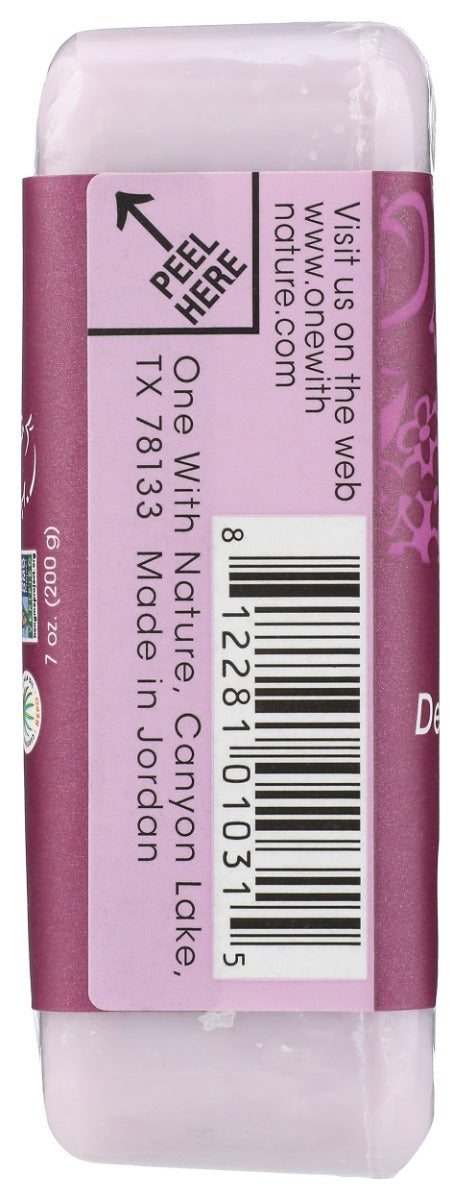 PEEL
HERE
Visit us on the web
www.onewith
nature.com
One With Nature, Canyon Lake,
TX 78133 Made in Jordan
8 12281 01031 5
7 oz. (200 g)
De